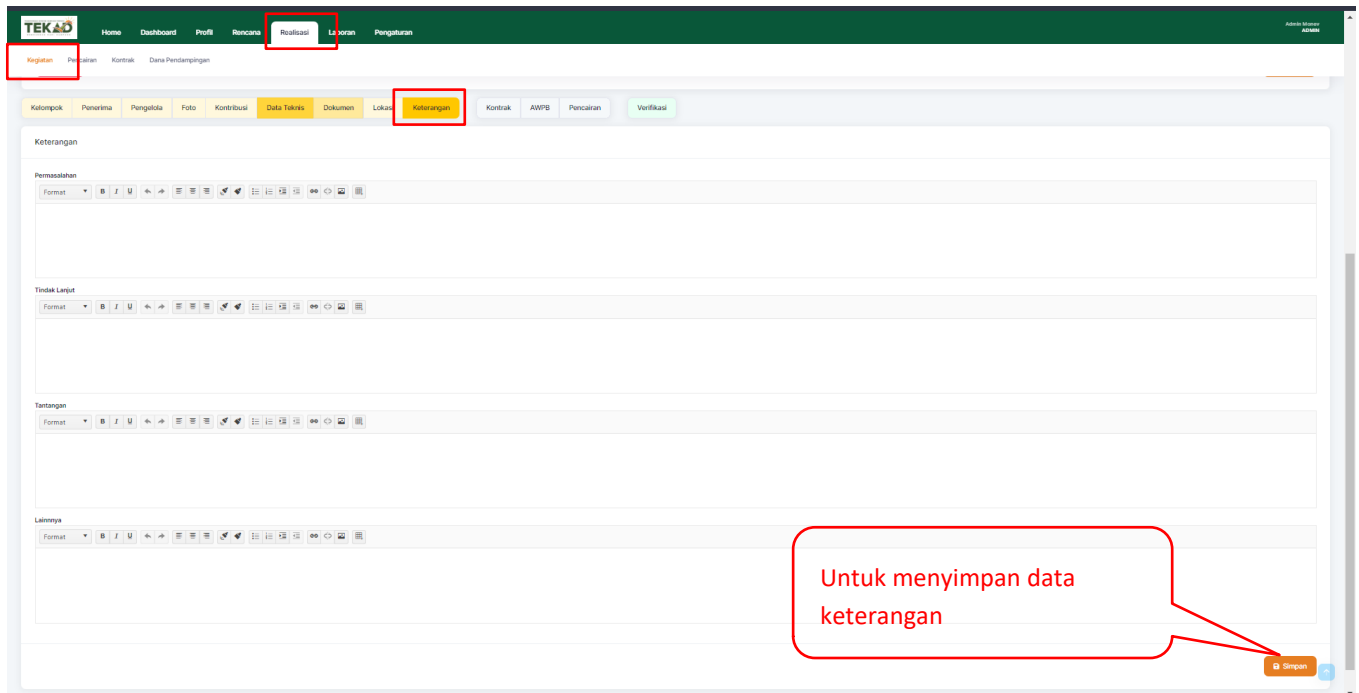 TEKAD Home Dashboard Profil Rencana Realisasi Laporan Pengaturan
Admin Monev
ADMIN
Kegiatan Pencairan Kontrak Dana Pendampingan
Kelompok Penerima Pengelola Foto Kontribusi Data Teknis Dokumen Lokasi Keterangan Kontrak AWPB Pencairan Verifikasi
Keterangan
Permasalahan
Format B I U
Tindak Lanjut
Format B I U
Tantangan
Format B I U
Lainnnya
Format B I U
Untuk menyimpan data
keterangan
Simpan